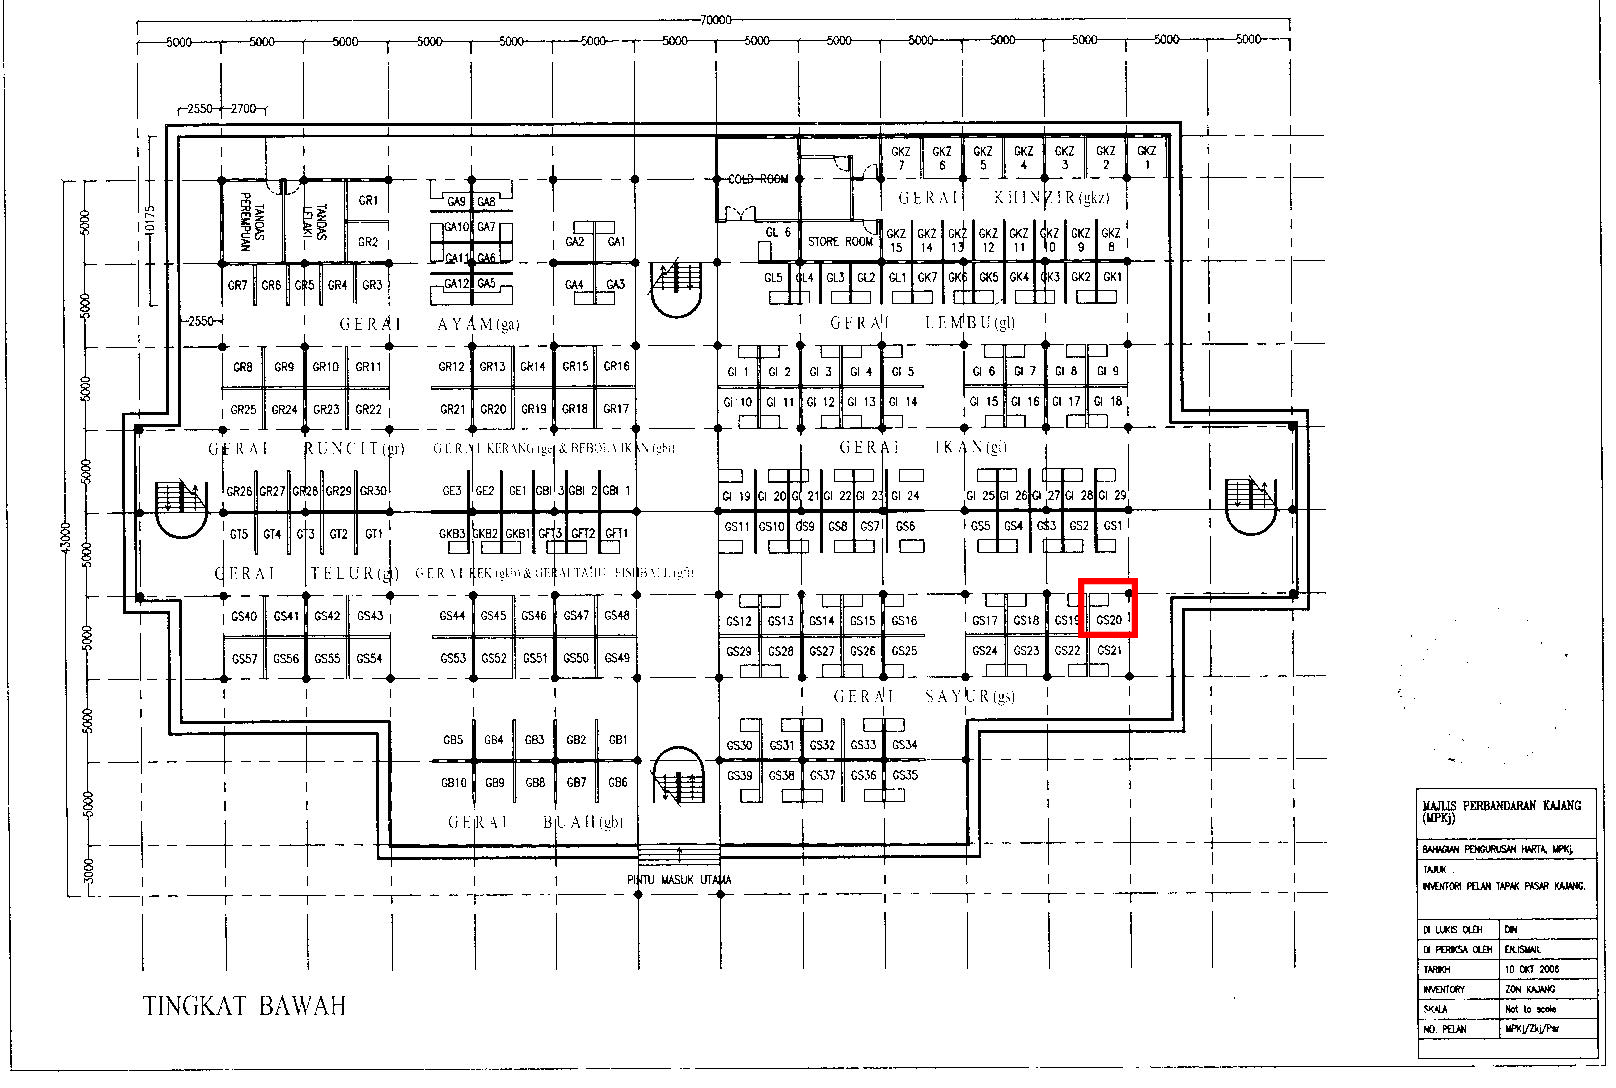 70000
5000 5000 5000 5000 5000 5000 5000 5000 5000 5000 5000 5000 5000 5000
2550 2700
GKZ 7 GKZ 6 GKZ 5 GKZ 4 GKZ 3 GKZ 2 GKZ 1
COLD ROOM
GERAI KHINZIR(gkz)
TANDAS PEREMPUAN
TANDAS LELAKI
GR1
GR2
GA9 GA8
GA10 GA7
GA11 GA6
GA12 GA5
GA2 GA1
GA4 GA3
GL 6
STORE ROOM
GKZ 15 GKZ 14 GKZ 13 GKZ 12 GKZ 11 GKZ 10 GKZ 9 GKZ 8
GR7 GR6 GR5 GR4 GR3
GL5 GL4 GL3 GL2 GL1 GK7 GK6 GK5 GK4 GK3 GK2 GK1
5000
10175
5000
2550
GERAI AYAM(ga)
GERAI LEMBU(gl)
GR8 GR9 GR10 GR11 GR12 GR13 GR14 GR15 GR16
GI 1 GI 2 GI 3 GI 4 GI 5 GI 6 GI 7 GI 8 GI 9
5000
GR25 GR24 GR23 GR22 GR21 GR20 GR19 GR18 GR17
GI 10 GI 11 GI 12 GI 13 GI 14 GI 15 GI 16 GI 17 GI 18
GERAI RUNCIT(gr)
GERAI KERANG(ge) & BEBOLA IKAN(gbi)
GERAI IKAN(gi)
5000
GR26 GR27 GR28 GR29 GR30 GE3 GE2 GE1 GBI 3 GBI 2 GBI 1
GI 19 GI 20 GI 21 GI 22 GI 23 GI 24 GI 25 GI 26 GI 27 GI 28 GI 29
GT5 GT4 GT3 GT2 GT1 GKB3 GKB2 GKB1 GFT3 GFT2 GFT1
GS11 GS10 GS9 GS8 GS7 GS6 GS5 GS4 GS3 GS2 GS1
43000
5000
GERAI TELUR(gt)
GS40 GS41 GS42 GS43 GS44 GS45 GS46 GS47 GS48
GS12 GS13 GS14 GS15 GS16 GS17 GS18 GS19 GS20
5000
GS57 GS56 GS55 GS54 GS53 GS52 GS51 GS50 GS49
GS29 GS28 GS27 GS26 GS25 GS24 GS23 GS22 GS21
GERAI SAYUR(gs)
5000
GB5 GB4 GB3 GB2 GB1
GS30 GS31 GS32 GS33 GS34
GB10 GB9 GB8 GB7 GB6
GS39 GS38 GS37 GS36 GS35
5000
GERAI BUAH(gb)
3000
PINTU MASUK UTAMA
TINGKAT BAWAH
MAJLIS PERBANDARAN KAJANG
(MPKj)
BAHAGIAN PENGURUSAN HARTA, MPKj.
TAJUK :
INVENTORI PELAN TAPAK PASAR KAJANG.
DI LUKIS OLEH DIN
DI PERIKSA OLEH EN.ISMAIL
TARIKH 10 OKT 2006
INVENTORY ZON KAJANG
SKALA Not to scale
NO. PELAN MPKj/Zkj/Psr